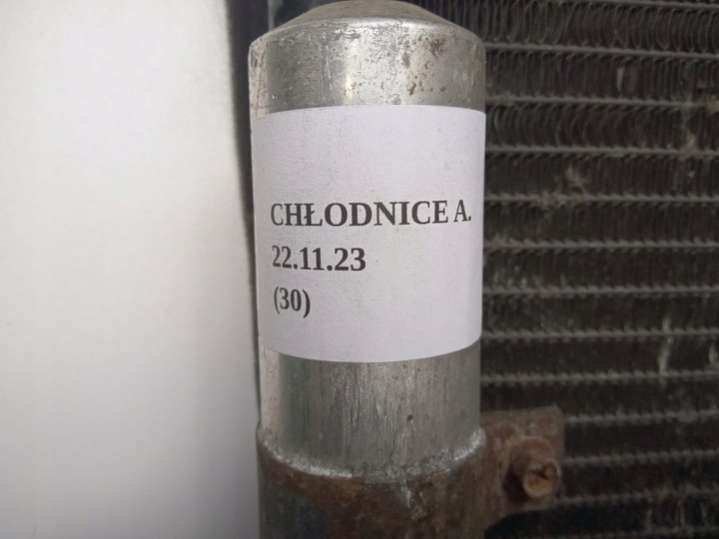 CHŁODNICE A.
22.11.23
(30)